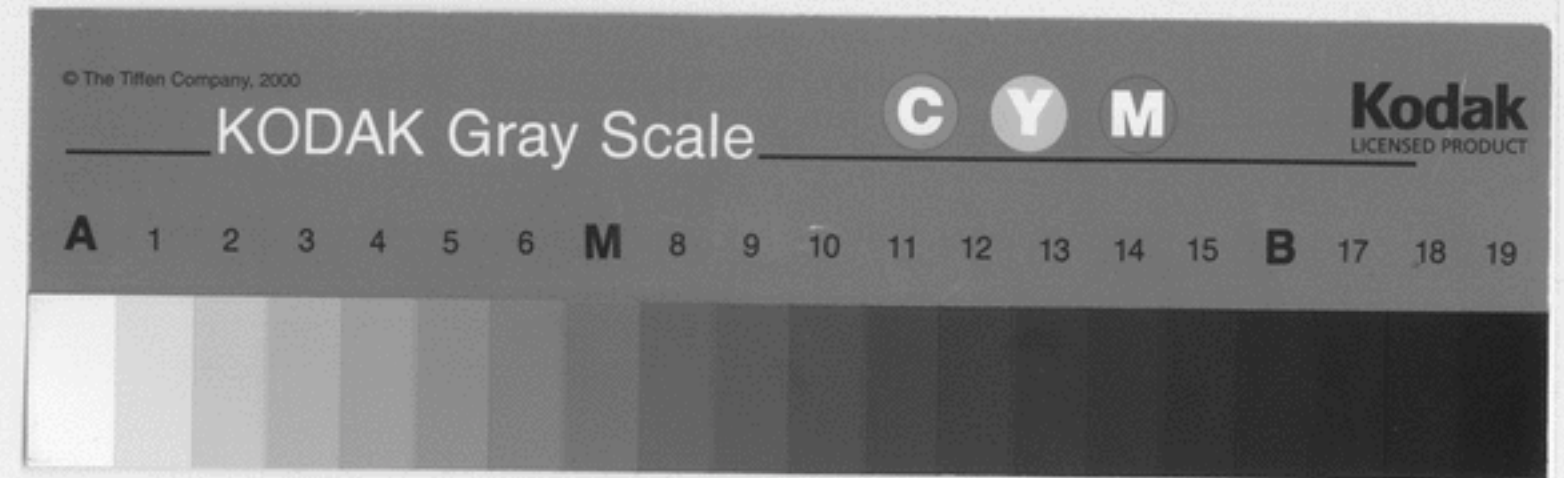 © The Tiffen Company, 2000
KODAK Gray Scale
C Y M
Kodak
LICENSED PRODUCT
A 1 2 3 4 5 6 M 8 9 10 11 12 13 14 15 B 17 18 19